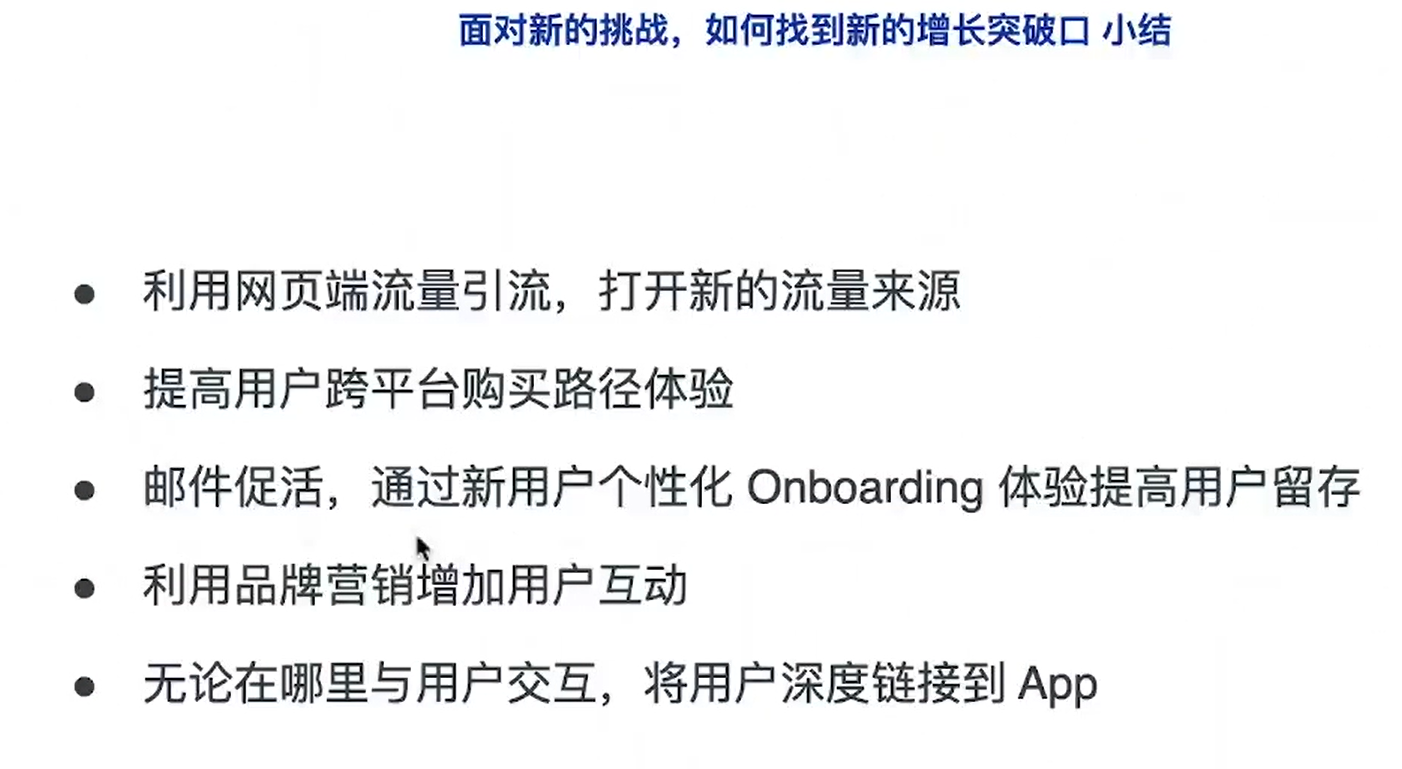 面对新的挑战，如何找到新的增长突破口 小结
● 利用网页端流量引流，打开新的流量来源
● 提高用户跨平台购买路径体验
● 邮件促活，通过新用户个性化 Onboarding 体验提高用户留存
● 利用品牌营销增加用户互动
● 无论在哪里与用户交互，将用户深度链接到 App